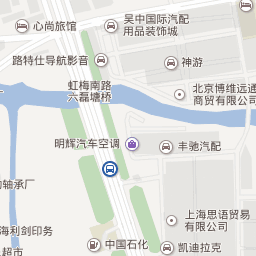 心尚旅馆
吴中国际汽配
用品装饰城
路特仕导航影音
神游
虹梅南路
六磊塘桥
北京博维远通
商贸有限公司
明辉汽车空调
丰驰汽配
轴承厂
上海思语贸易
有限公司
海利剑印务
中国石化
凯迪拉克
超市